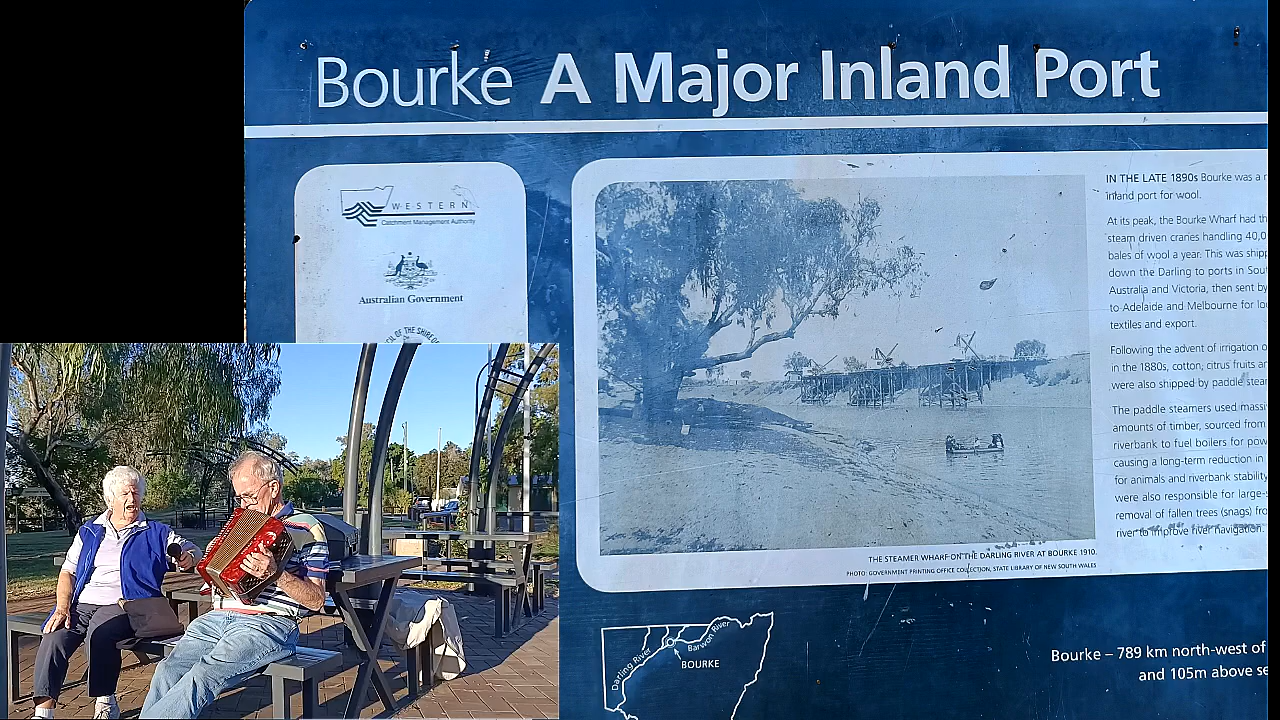 Bourke A Major Inland Port
WESTERN
Catchment Management Authority
Australian Government
OF THE SHIRE OF
IN THE LATE 1890s Bourke was a
inland port for wool.
At its peak, the Bourke Wharf had th
steam driven cranes handling 40,0
bales of wool a year. This was ship
down the Darling to ports in Sou
Australia and Victoria, then sent by
to Adelaide and Melbourne for lo
textiles and export.
Following the advent of irrigation o
in the 1880s, cotton, citrus fruits a
were also shipped by paddle stea
The paddle steamers used massi
amounts of timber, sourced from
riverbank to fuel boilers for pow
causing a long-term reduction in
for animals and riverbank stability
were also responsible for large-s
removal of fallen trees (snags) fro
river to improve river navigation.
THE STEAMER WHARF ON THE DARLING RIVER AT BOURKE 1910.
PHOTO: GOVERNMENT PRINTING OFFICE COLLECTION, STATE LIBRARY OF NEW SOUTH WALES
Darling River
Barwon River
BOURKE
Bourke – 789 km north-west of
and 105m above se